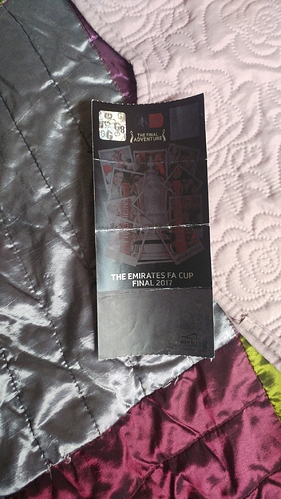 THE FINAL
ADVENTURE
THE EMIRATES FA CUP
FINAL 2017